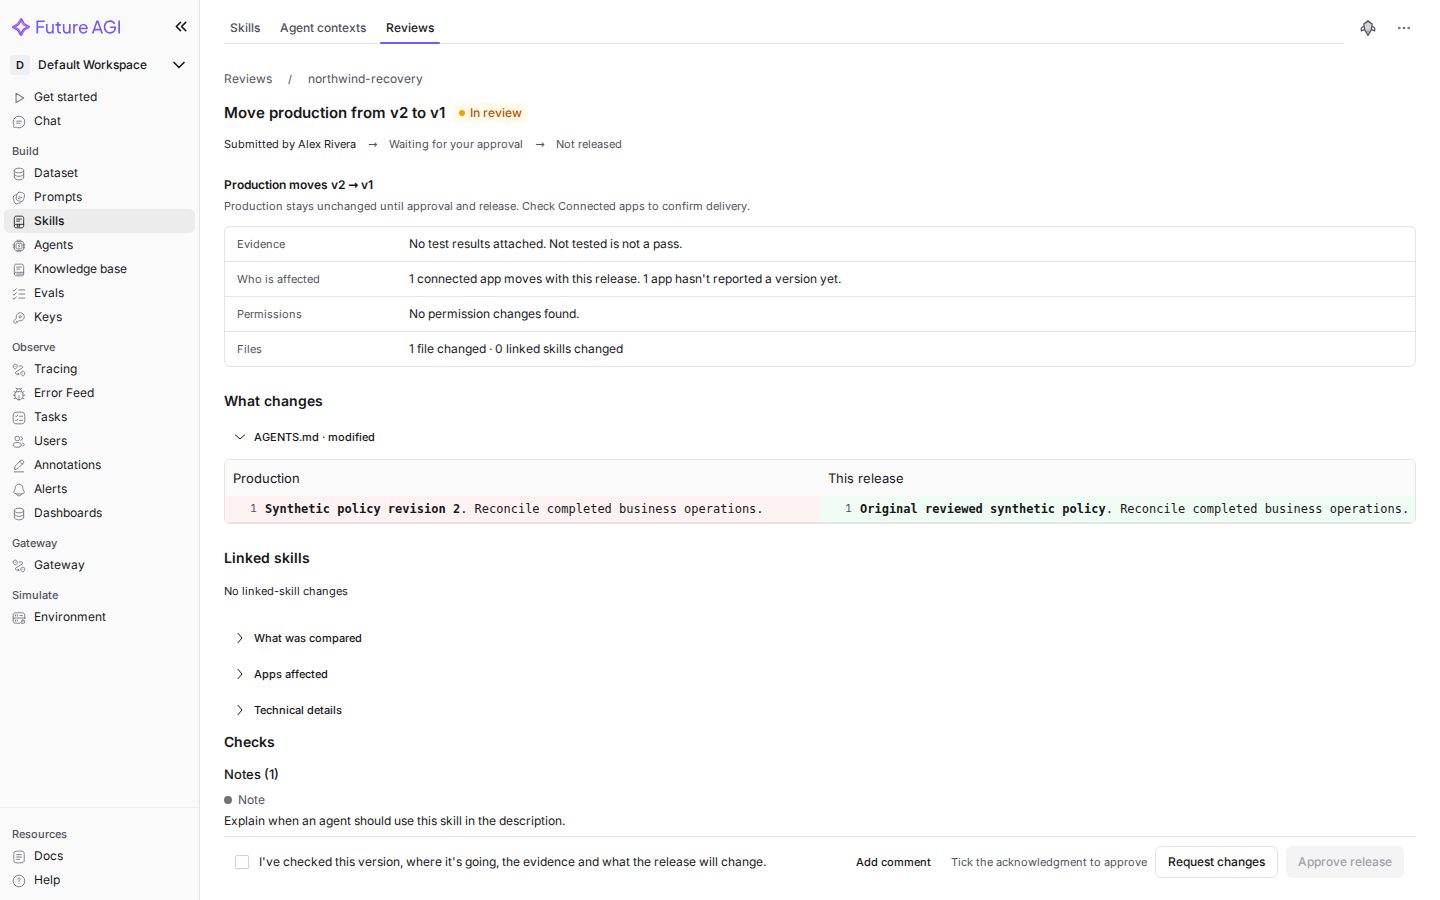 Future AGI
D Default Workspace
Get started
Chat
Build
Dataset
Prompts
Skills
Agents
Knowledge base
Evals
Keys
Observe
Tracing
Error Feed
Tasks
Users
Annotations
Alerts
Dashboards
Gateway
Gateway
Simulate
Environment
Resources
Docs
Help
Skills Agent contexts Reviews
Reviews / northwind-recovery
Move production from v2 to v1 In review
Submitted by Alex Rivera → Waiting for your approval → Not released
Production moves v2 → v1
Production stays unchanged until approval and release. Check Connected apps to confirm delivery.
Evidence No test results attached. Not tested is not a pass.
Who is affected 1 connected app moves with this release. 1 app hasn't reported a version yet.
Permissions No permission changes found.
Files 1 file changed · 0 linked skills changed
What changes
AGENTS.md · modified
Production This release
1 Synthetic policy revision 2. Reconcile completed business operations. 1 Original reviewed synthetic policy. Reconcile completed business operations.
Linked skills
No linked-skill changes
What was compared
Apps affected
Technical details
Checks
Notes (1)
Note
Explain when an agent should use this skill in the description.
I've checked this version, where it's going, the evidence and what the release will change. Add comment Tick the acknowledgment to approve Request changes Approve release